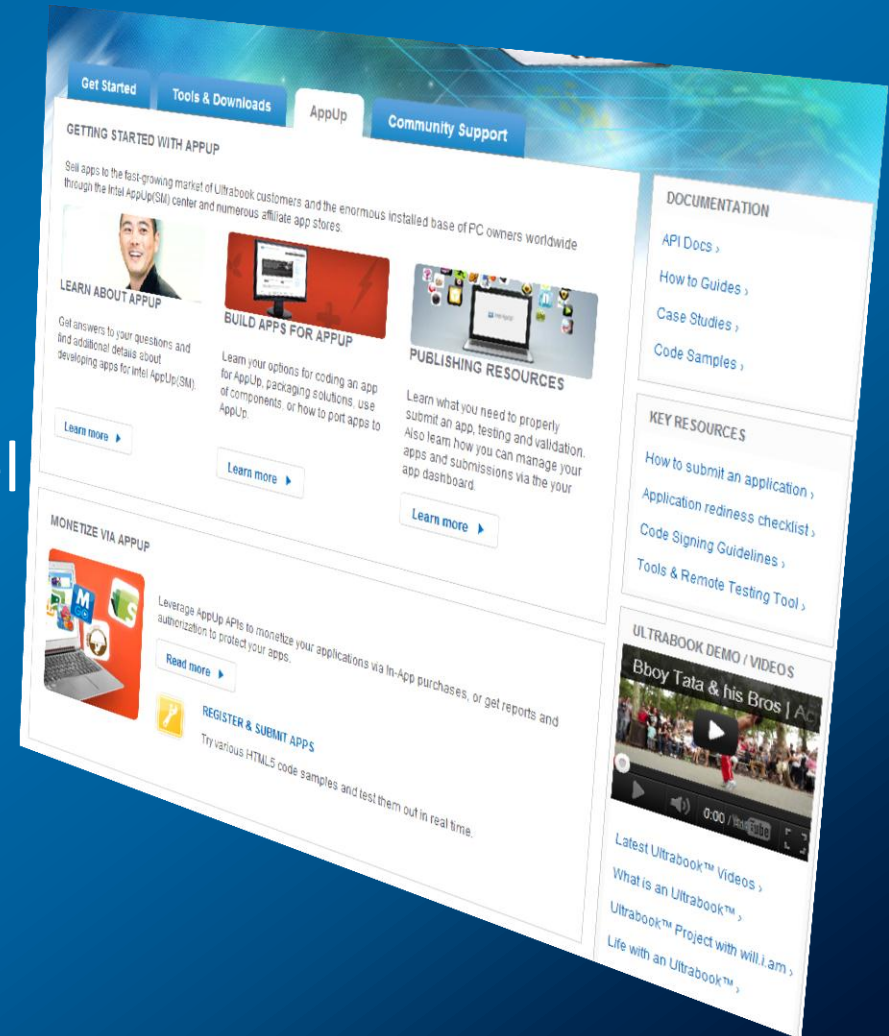 Get Started
Tools & Downloads
AppUp
Community Support
GETTING STARTED WITH APPUP
Sell apps to the fast-growing market of Ultrabook customers and the enormous installed base of PC owners worldwide
through the Intel AppUp(SM) center and numerous affiliate app stores.
LEARN ABOUT APPUP
Get answers to your questions and
find additional details about
developing apps for Intel AppUp(SM).
Learn more
BUILD APPS FOR APPUP
Learn your options for coding an app
for AppUp, packaging solutions, use
of components, or how to port apps to
AppUp.
Learn more
PUBLISHING RESOURCES
Learn what you need to properly
submit an app, testing and validation.
Also learn how you can manage your
apps and submissions via the your
app dashboard.
Learn more
MONETIZE VIA APPUP
Leverage AppUp APIs to monetize your applications via In-App purchases, or get reports and
authorization to protect your apps.
Read more
REGISTER & SUBMIT APPS
Try various HTML5 code samples and test them out in real time.
DOCUMENTATION
API Docs ›
How to Guides ›
Case Studies ›
Code Samples ›
KEY RESOURCES
How to submit an application ›
Application rediness checklist ›
Code Signing Guidelines ›
Tools & Remote Testing Tool ›
ULTRABOOK DEMO / VIDEOS
Bboy Tata & his Bros | Ac
0:00 /
Latest Ultrabook™ Videos ›
What is an Ultrabook™ ›
Ultrabook™ Project with will.i.am ›
Life with an Ultrabook™ ›